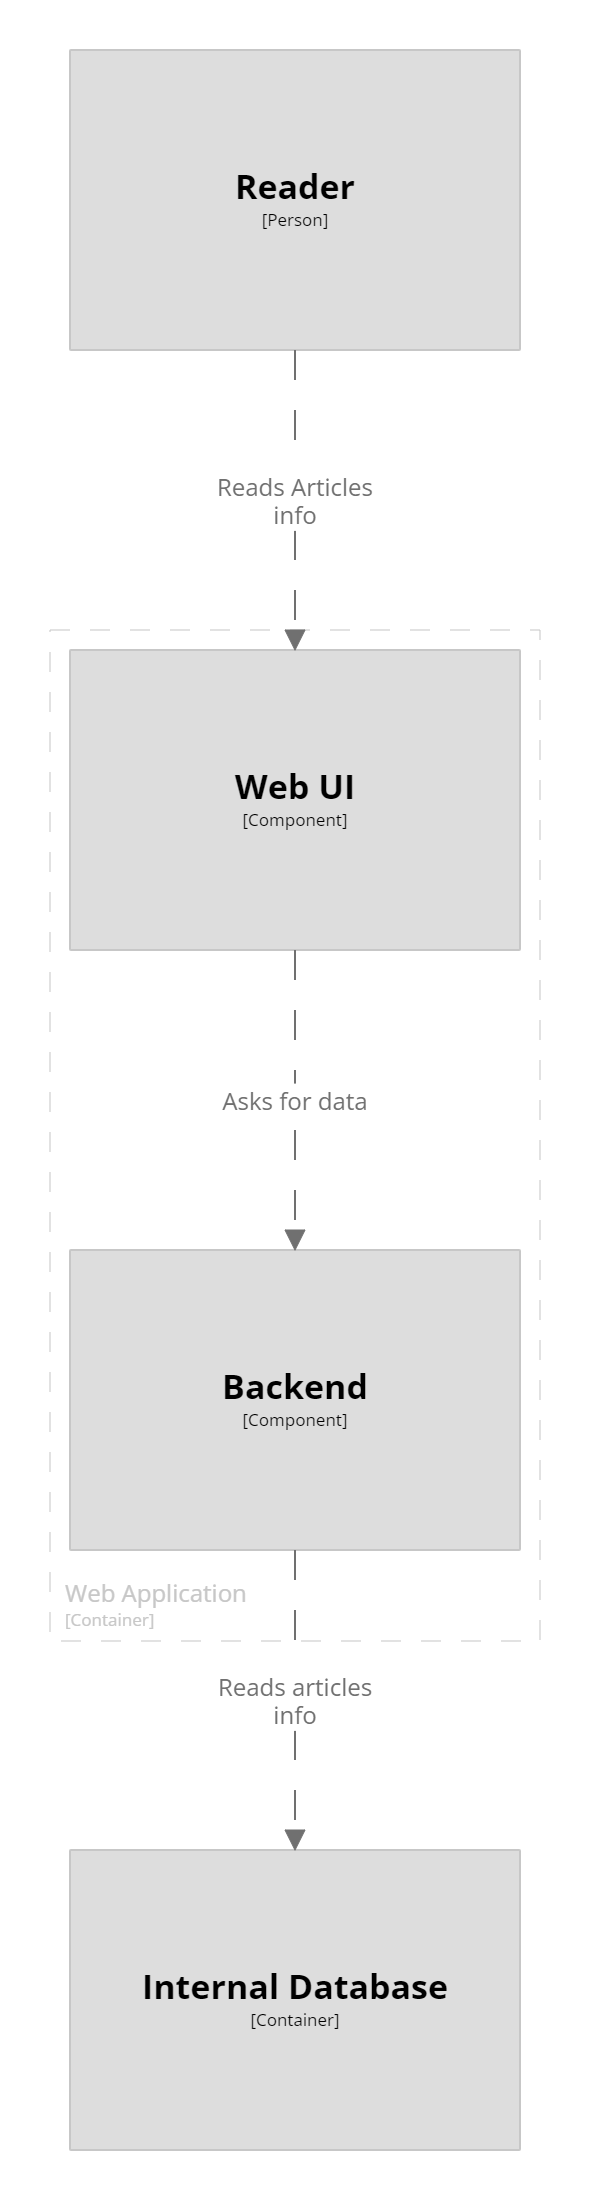 Reader
[Person]
Reads Articles
info
Web UI
[Component]
Asks for data
Backend
[Component]
Web Application
[Container]
Reads articles
info
Internal Database
[Container]